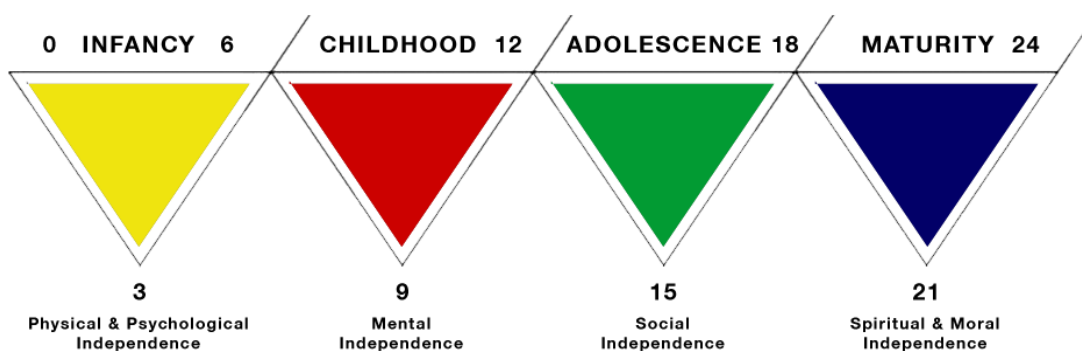 0 INFANCY 6 CHILDHOOD 12 ADOLESCENCE 18 MATURITY 24
3 9 15 21
Physical & Psychological Mental Social Spiritual & Moral
Independence Independence Independence Independence